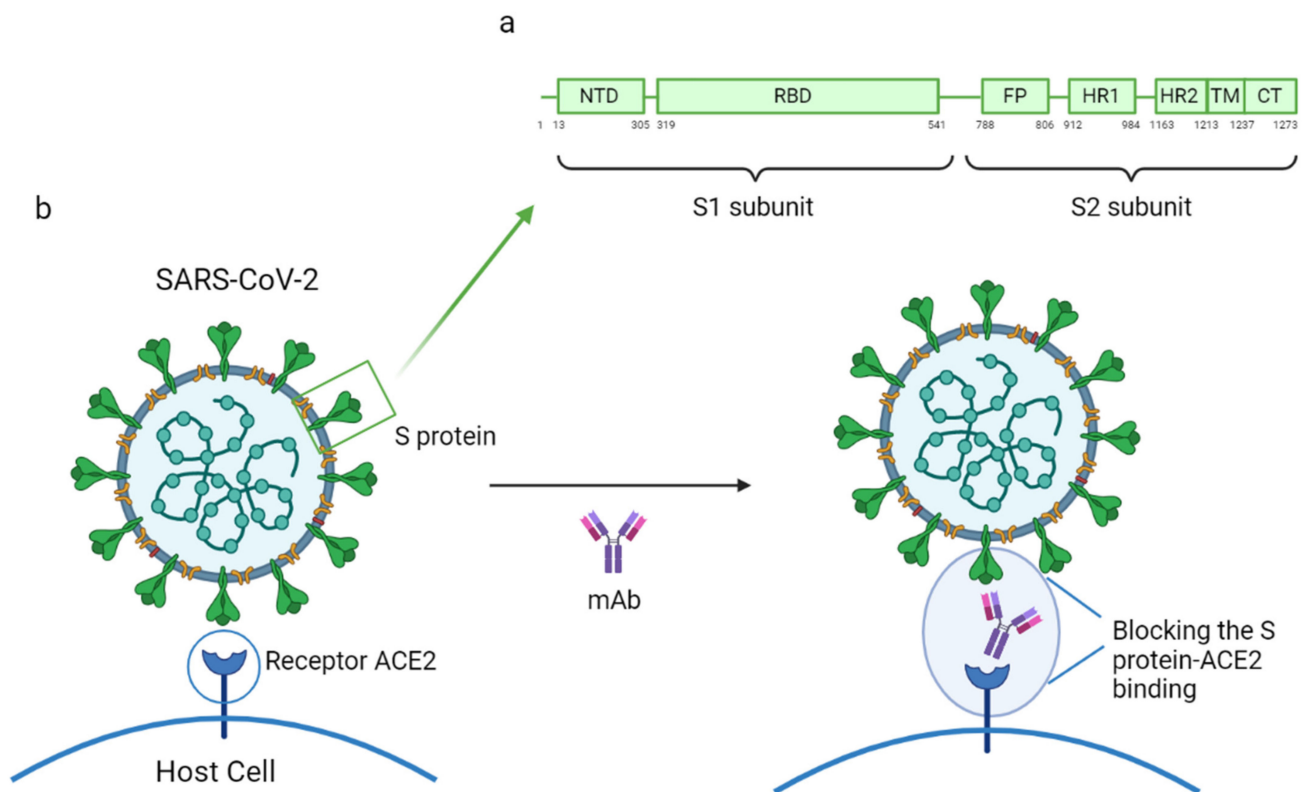 a
NTD RBD FP HR1 HR2 TM CT
1 13 305 319 541 788 806 912 984 1163 1213 1237 1273
S1 subunit S2 subunit
b
SARS-CoV-2
S protein
mAb
Receptor ACE2
Host Cell
Blocking the S
protein-ACE2
binding